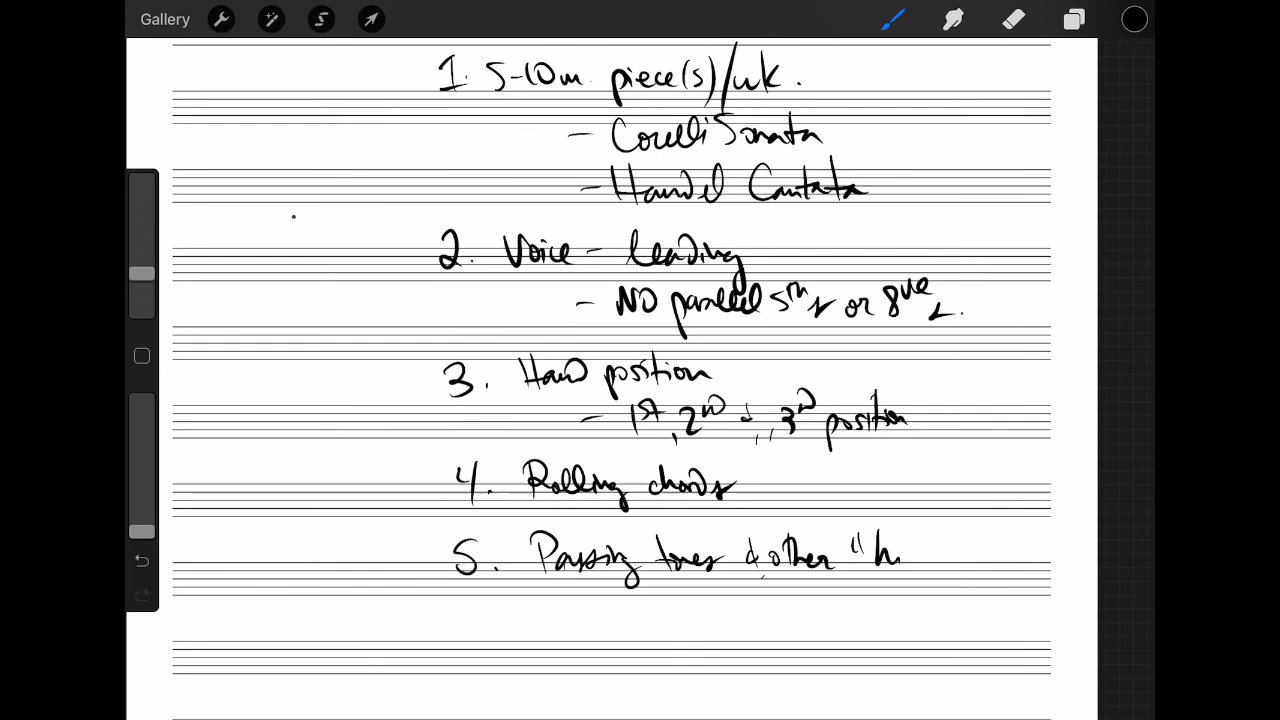 Gallery
1. 5-10m. piece(s)/wk.
- Corelli Sonata
- Handel Cantata
2. Voice-leading
- NO parallel 5ths or 8ves.
3. Hand position
- 1st, 2nd & 3rd position
4. Rolling chords
5. Passing tones & other "h